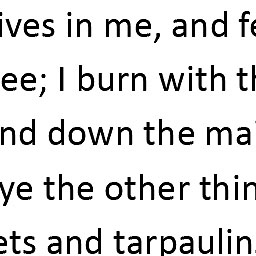 ives in me, and fe
ee; I burn with th
nd down the mai
ye the other thin
ets and tarpaulin.